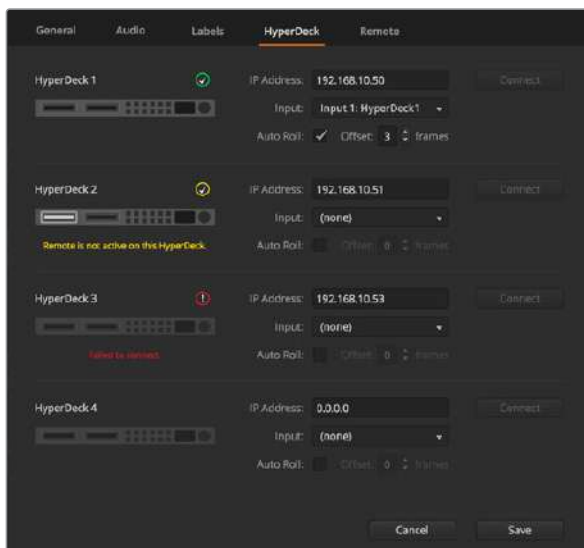 General Audio Labels HyperDeck Remote
HyperDeck 1 IP Address: 192.168.10.50 Connect
Input: Input 1: HyperDeck1
Auto Roll: Offset: 3 frames
HyperDeck 2 IP Address: 192.168.10.51 Connect
Input: (none)
Remote is not active on this HyperDeck. Auto Roll: Offset: 0 frames
HyperDeck 3 IP Address: 192.168.10.53 Connect
Input: (none)
Failed to connect. Auto Roll: Offset: 0 frames
HyperDeck 4 IP Address: 0.0.0.0 Connect
Input: (none)
Auto Roll: Offset: 0 frames
Cancel Save